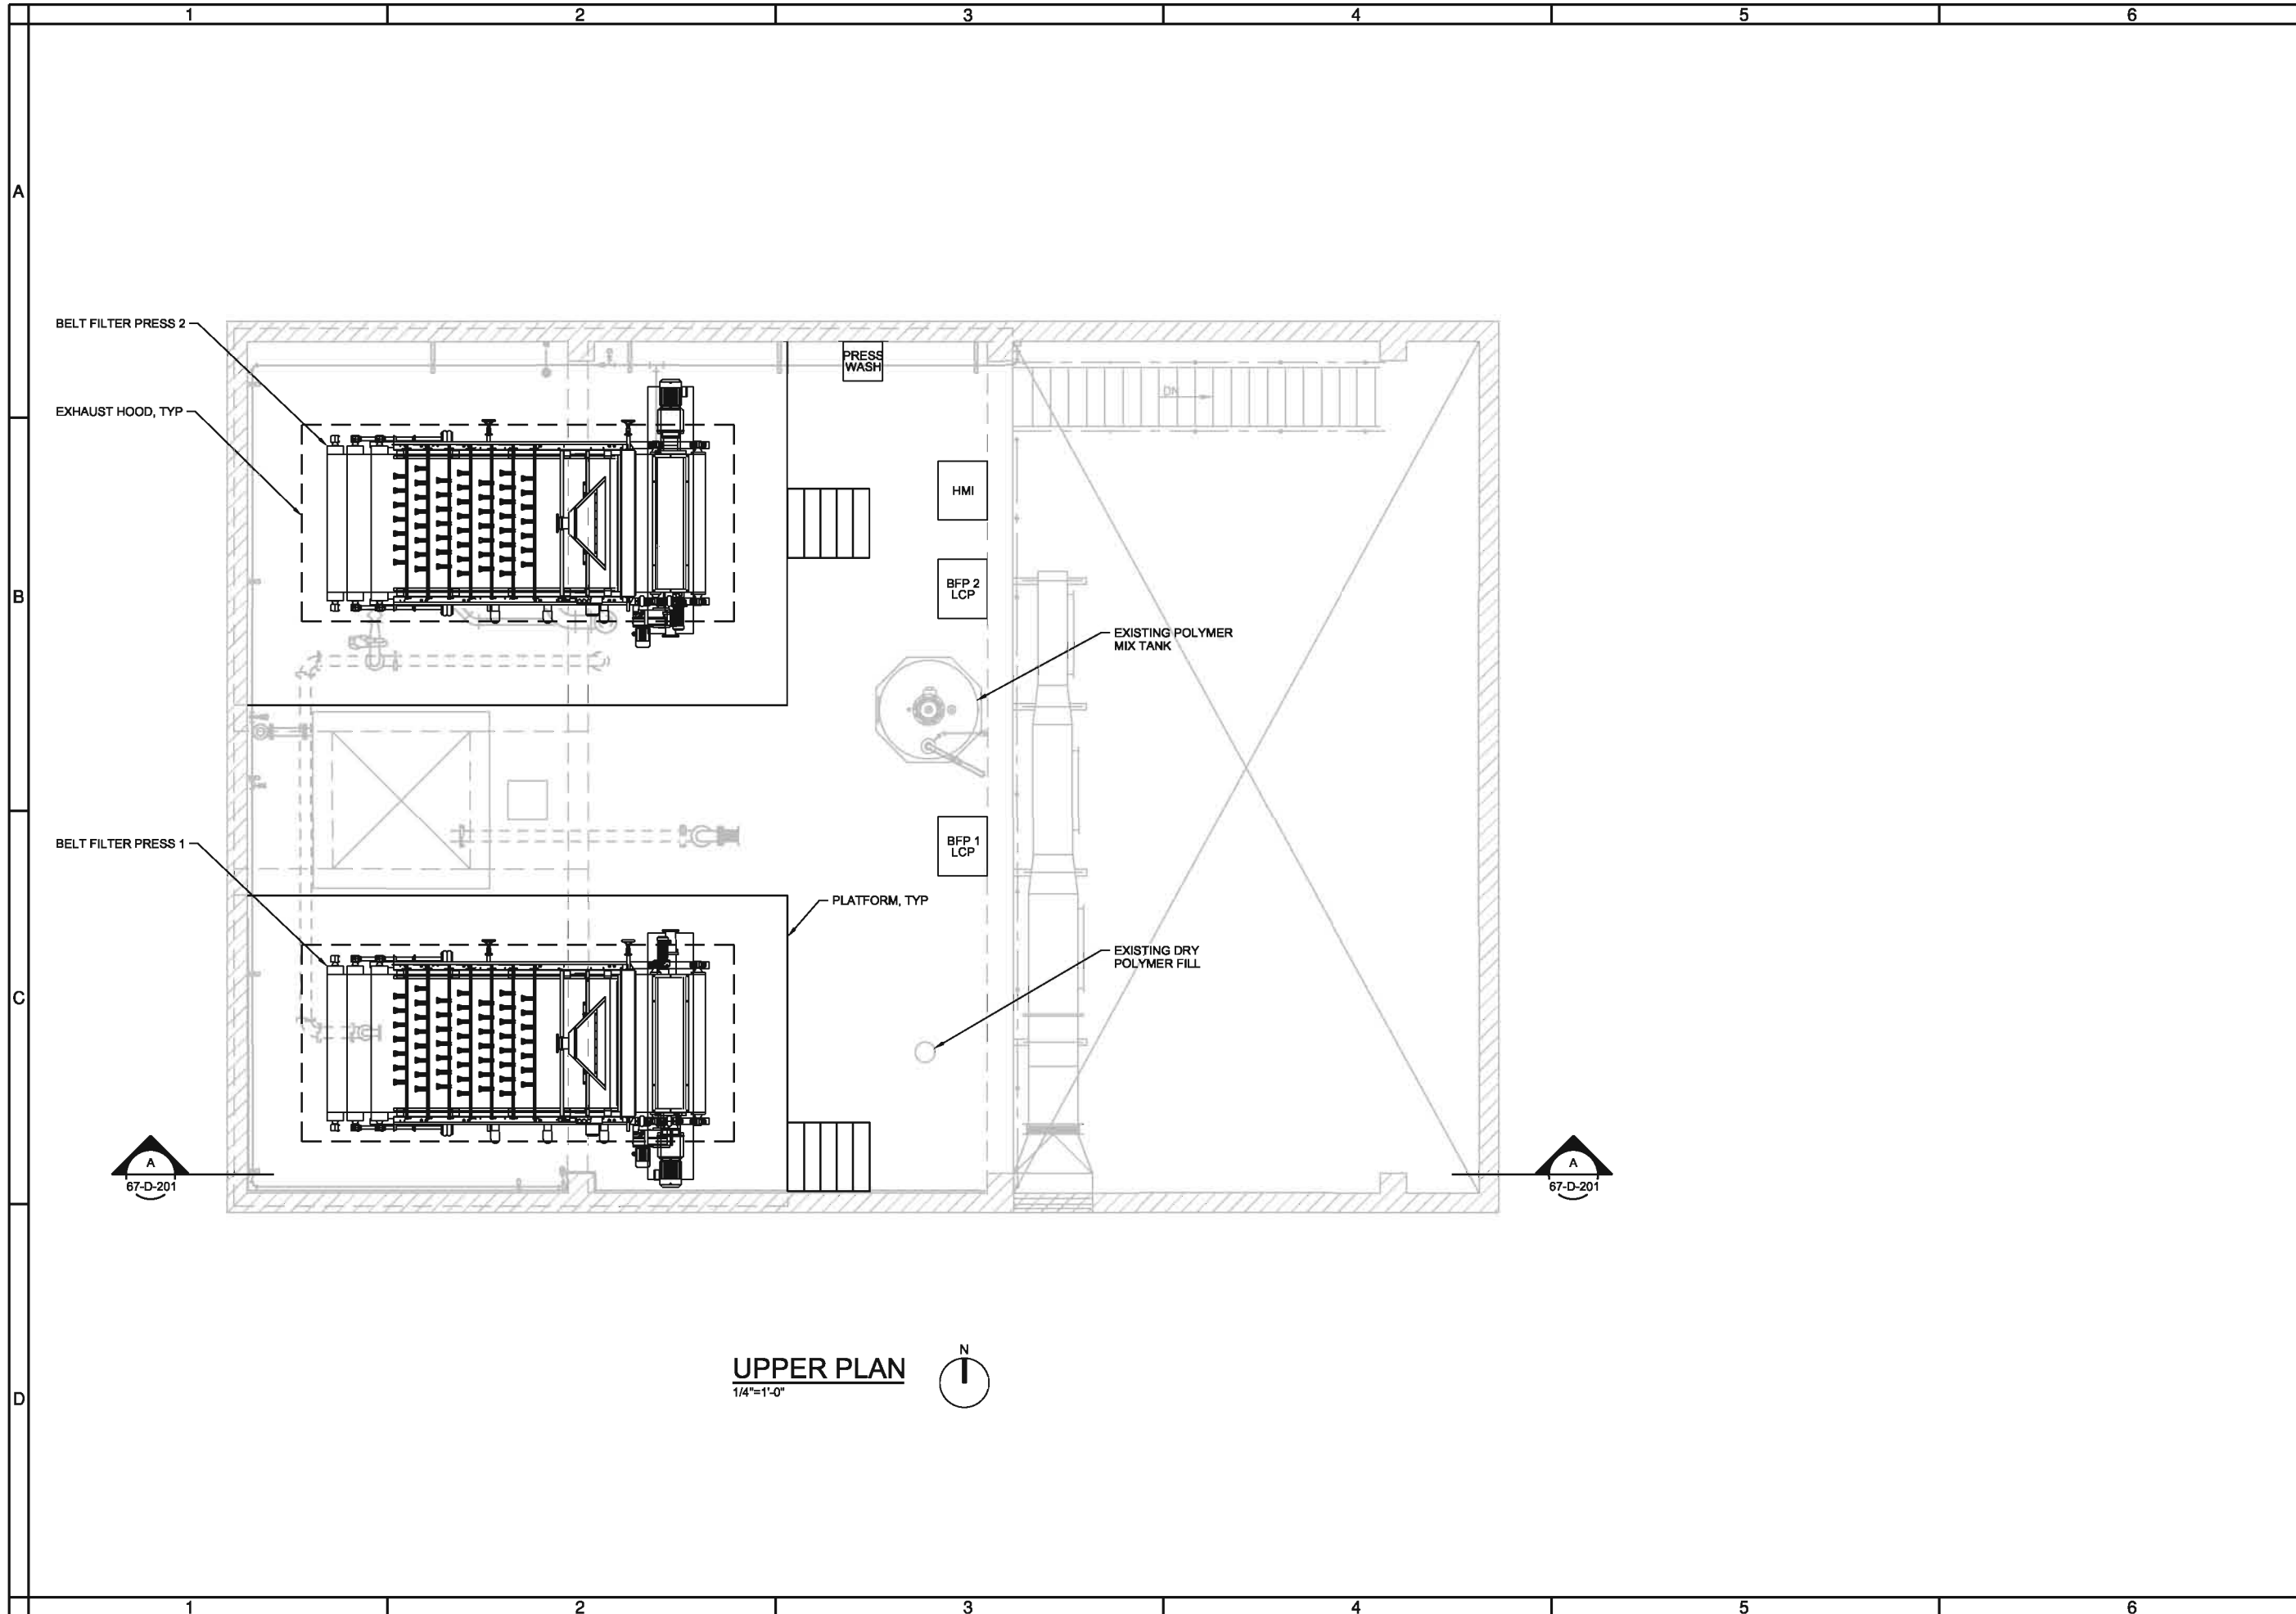 1 2 3 4 5 6
A
BELT FILTER PRESS 2
PRESS
WASH
DN
EXHAUST HOOD, TYP
HMI
B
BFP 2
LCP
EXISTING POLYMER
MIX TANK
BELT FILTER PRESS 1
BFP 1
LCP
PLATFORM, TYP
EXISTING DRY
POLYMER FILL
C
A
67-D-201
A
67-D-201
UPPER PLAN
1/4"=1'-0"
N
D
1 2 3 4 5 6